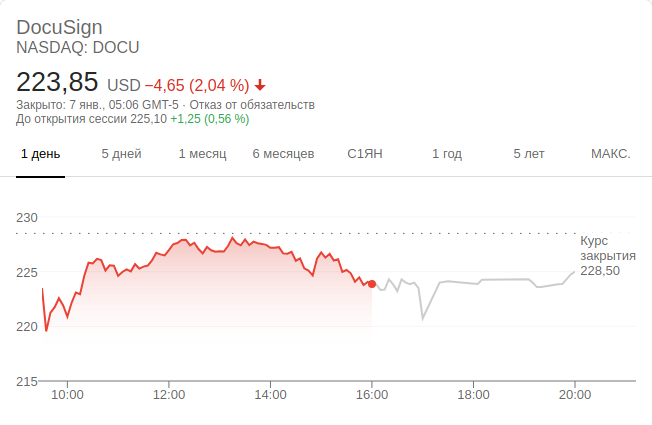 DocuSign
NASDAQ: DOCU
223,85 USD −4,65 (2,04 %)
Закрыто: 7 янв., 05:06 GMT-5 · Отказ от обязательств
До открытия сессии 225,10 +1,25 (0,56 %)
1 день 5 дней 1 месяц 6 месяцев С1ЯН 1 год 5 лет МАКС.
230
Курс
закрытия
228,50
225
220
215
10:00 12:00 14:00 16:00 18:00 20:00